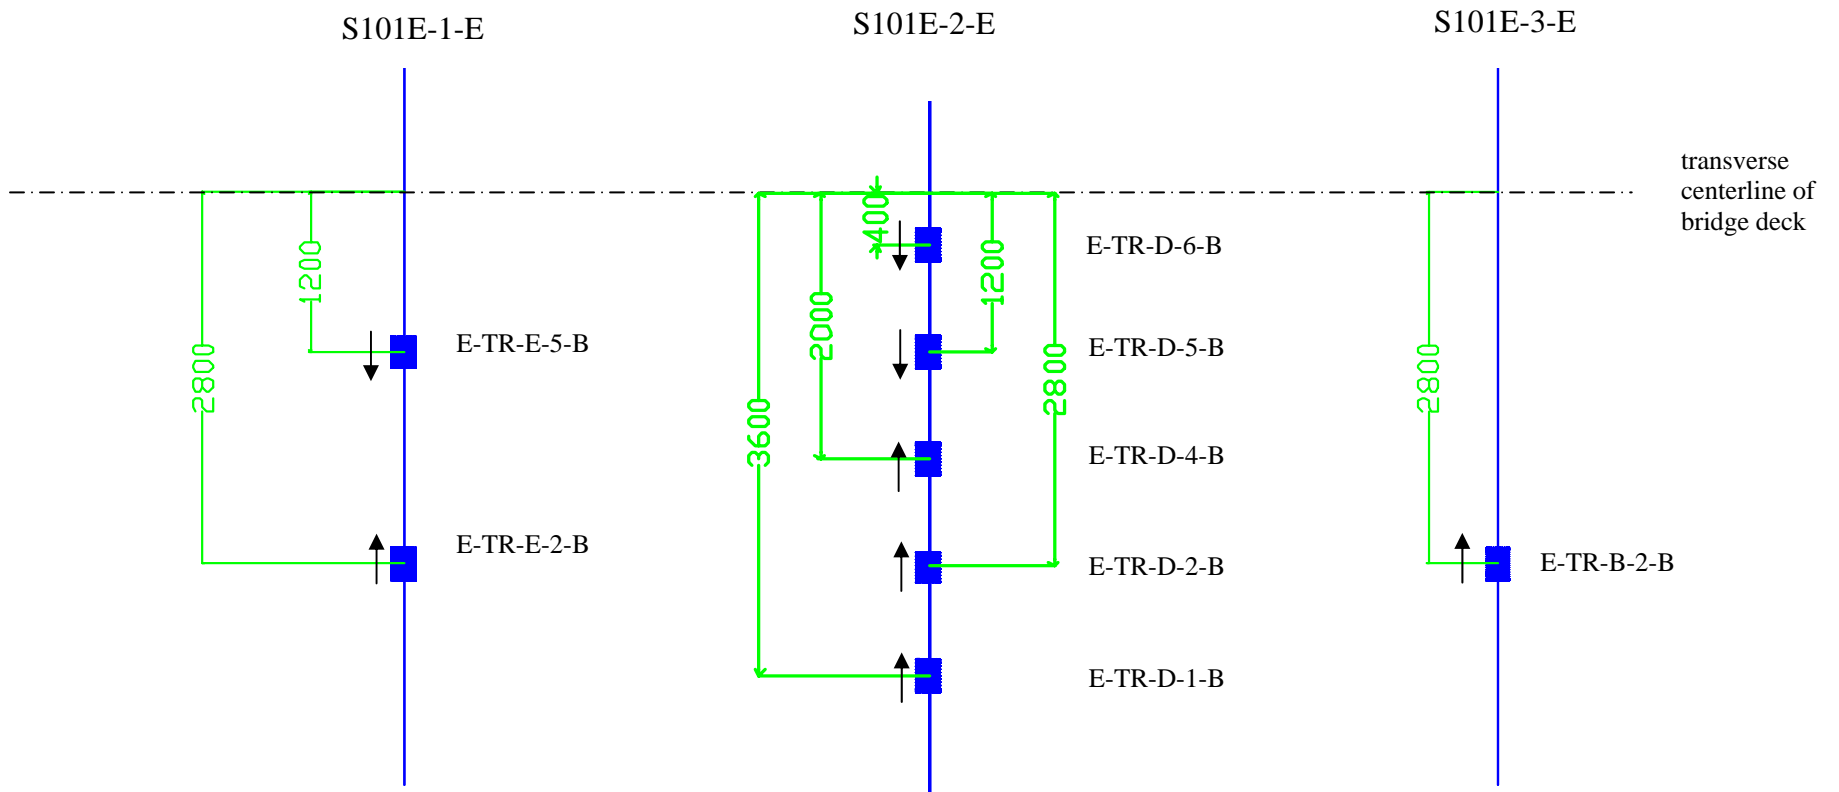 S101E-1-E
S101E-2-E
S101E-3-E
transverse
centerline of
bridge deck
400
E-TR-D-6-B
1200
1200
E-TR-E-5-B
E-TR-D-5-B
2000
2800
2800
2800
3600
E-TR-D-4-B
E-TR-E-2-B
E-TR-D-2-B
E-TR-B-2-B
E-TR-D-1-B